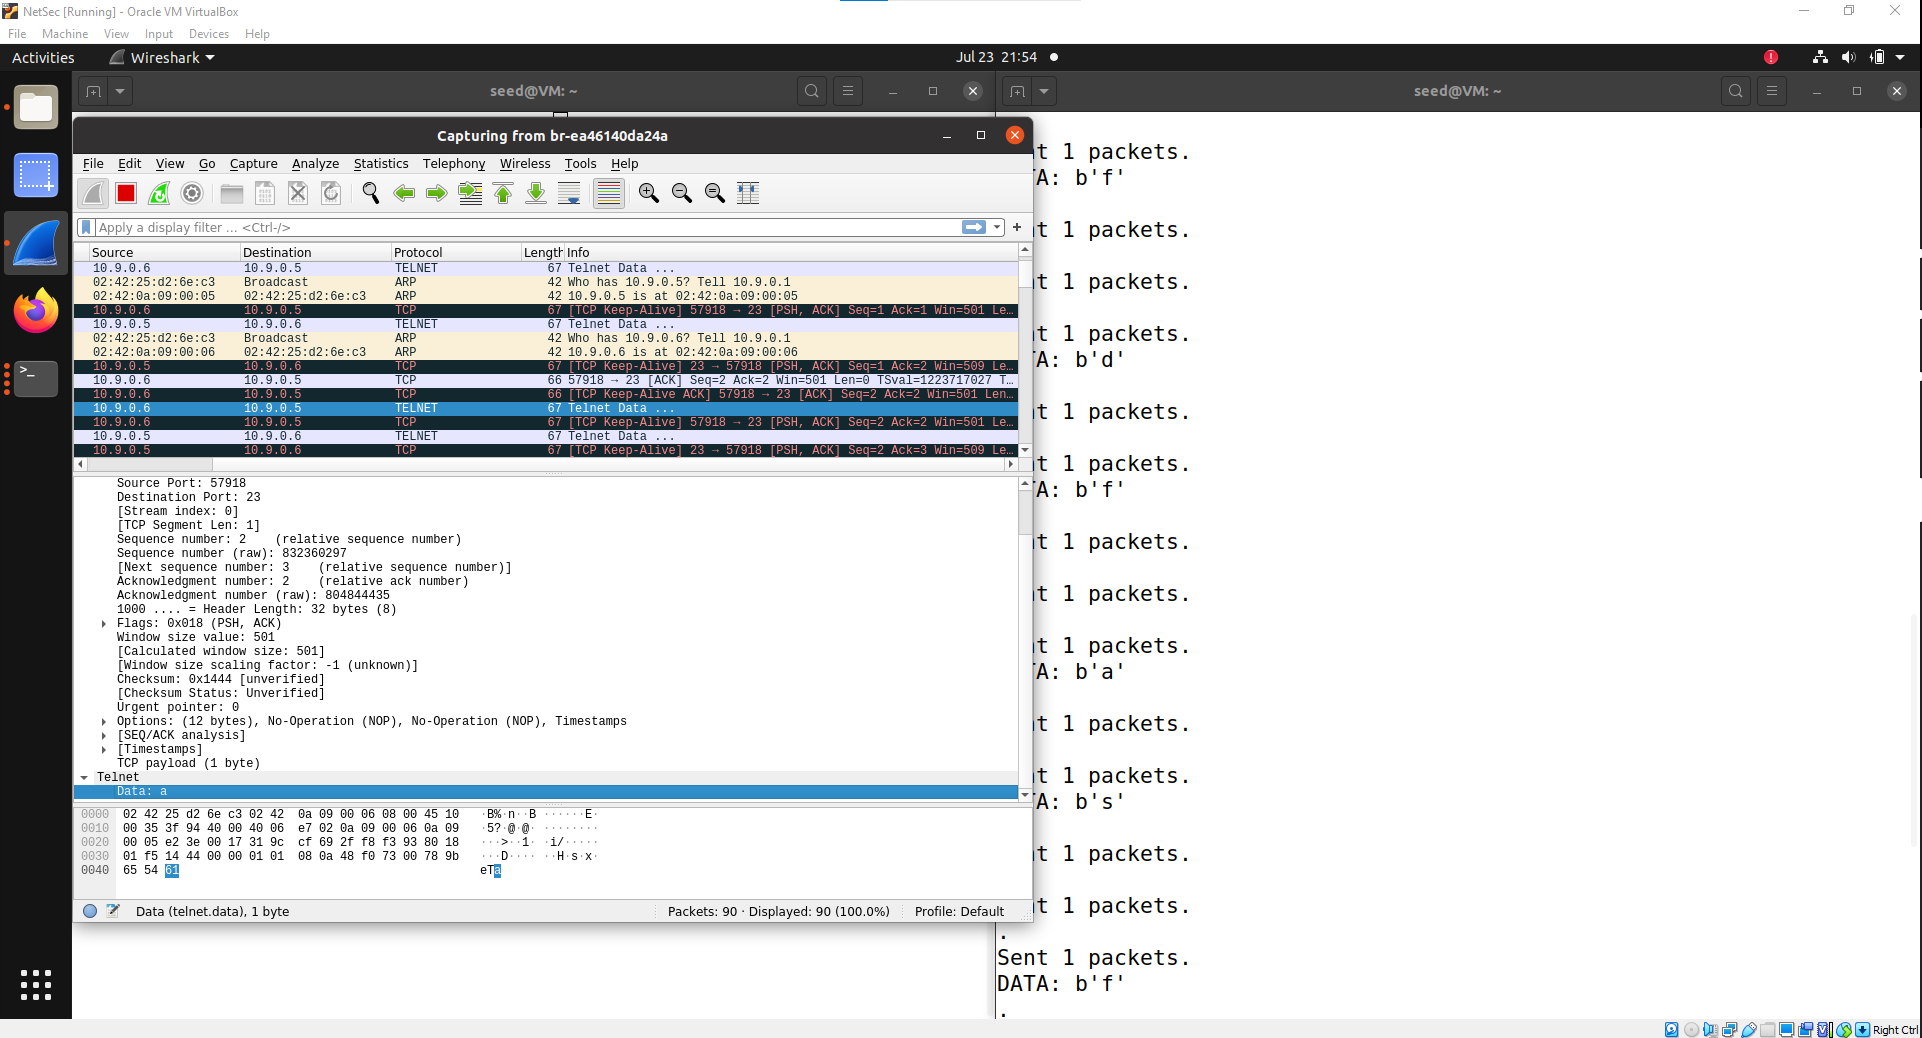 NetSec [Running] - Oracle VM VirtualBox
File Machine View Input Devices Help
Activities Wireshark Jul 23 21:54
seed@VM: ~
seed@VM: ~
Capturing from br-ea46140da24a
File Edit View Go Capture Analyze Statistics Telephony Wireless Tools Help
Apply a display filter ... <Ctrl-/>
Source Destination Protocol Length Info
10.9.0.6 10.9.0.5 TELNET 67 Telnet Data ...
02:42:25:d2:6e:c3 Broadcast ARP 42 Who has 10.9.0.5? Tell 10.9.0.1
02:42:0a:09:00:05 02:42:25:d2:6e:c3 ARP 42 10.9.0.5 is at 02:42:0a:09:00:05
10.9.0.6 10.9.0.5 TCP 67 [TCP Keep-Alive] 57918 → 23 [PSH, ACK] Seq=1 Ack=1 Win=501 Le…
10.9.0.5 10.9.0.6 TELNET 67 Telnet Data ...
02:42:25:d2:6e:c3 Broadcast ARP 42 Who has 10.9.0.6? Tell 10.9.0.1
02:42:0a:09:00:06 02:42:25:d2:6e:c3 ARP 42 10.9.0.6 is at 02:42:0a:09:00:06
10.9.0.5 10.9.0.6 TCP 67 [TCP Keep-Alive] 23 → 57918 [PSH, ACK] Seq=1 Ack=2 Win=509 Le…
10.9.0.6 10.9.0.5 TCP 66 57918 → 23 [ACK] Seq=2 Ack=2 Win=501 Len=0 TSval=1223717027 T…
10.9.0.6 10.9.0.5 TCP 66 [TCP Keep-Alive ACK] 57918 → 23 [ACK] Seq=2 Ack=2 Win=501 Len…
10.9.0.6 10.9.0.5 TELNET 67 Telnet Data ...
10.9.0.6 10.9.0.5 TCP 67 [TCP Keep-Alive] 57918 → 23 [PSH, ACK] Seq=2 Ack=2 Win=501 Le…
10.9.0.5 10.9.0.6 TELNET 67 Telnet Data ...
10.9.0.5 10.9.0.6 TCP 67 [TCP Keep-Alive] 23 → 57918 [PSH, ACK] Seq=2 Ack=3 Win=509 Le…
Source Port: 57918
Destination Port: 23
[Stream index: 0]
[TCP Segment Len: 1]
Sequence number: 2 (relative sequence number)
Sequence number (raw): 832360297
[Next sequence number: 3 (relative sequence number)]
Acknowledgment number: 2 (relative ack number)
Acknowledgment number (raw): 804844435
1000 .... = Header Length: 32 bytes (8)
Flags: 0x018 (PSH, ACK)
Window size value: 501
[Calculated window size: 501]
[Window size scaling factor: -1 (unknown)]
Checksum: 0x1444 [unverified]
[Checksum Status: Unverified]
Urgent pointer: 0
Options: (12 bytes), No-Operation (NOP), No-Operation (NOP), Timestamps
[SEQ/ACK analysis]
[Timestamps]
TCP payload (1 byte)
Telnet
Data: a
0000 02 42 25 d2 6e c3 02 42 0a 09 00 06 08 00 45 10 ·B%·n··B ······E·
0010 00 35 3f 94 40 00 40 06 e7 02 0a 09 00 06 0a 09 ·5?·@·@· ········
0020 00 05 e2 3e 00 17 31 9c cf 69 2f f8 f3 93 80 18 ···>··1· ·i/·····
0030 01 f5 14 44 00 00 01 01 08 0a 48 f0 73 00 78 9b ···D···· ··H·s·x·
0040 65 54 61 eTa
Data (telnet.data), 1 byte Packets: 90 · Displayed: 90 (100.0%) Profile: Default
nt 1 packets.
TA: b'f'
nt 1 packets.
nt 1 packets.
nt 1 packets.
TA: b'd'
nt 1 packets.
nt 1 packets.
TA: b'f'
nt 1 packets.
nt 1 packets.
nt 1 packets.
TA: b'a'
nt 1 packets.
nt 1 packets.
TA: b's'
nt 1 packets.
nt 1 packets.
.
Sent 1 packets.
DATA: b'f'
.
Right Ctrl